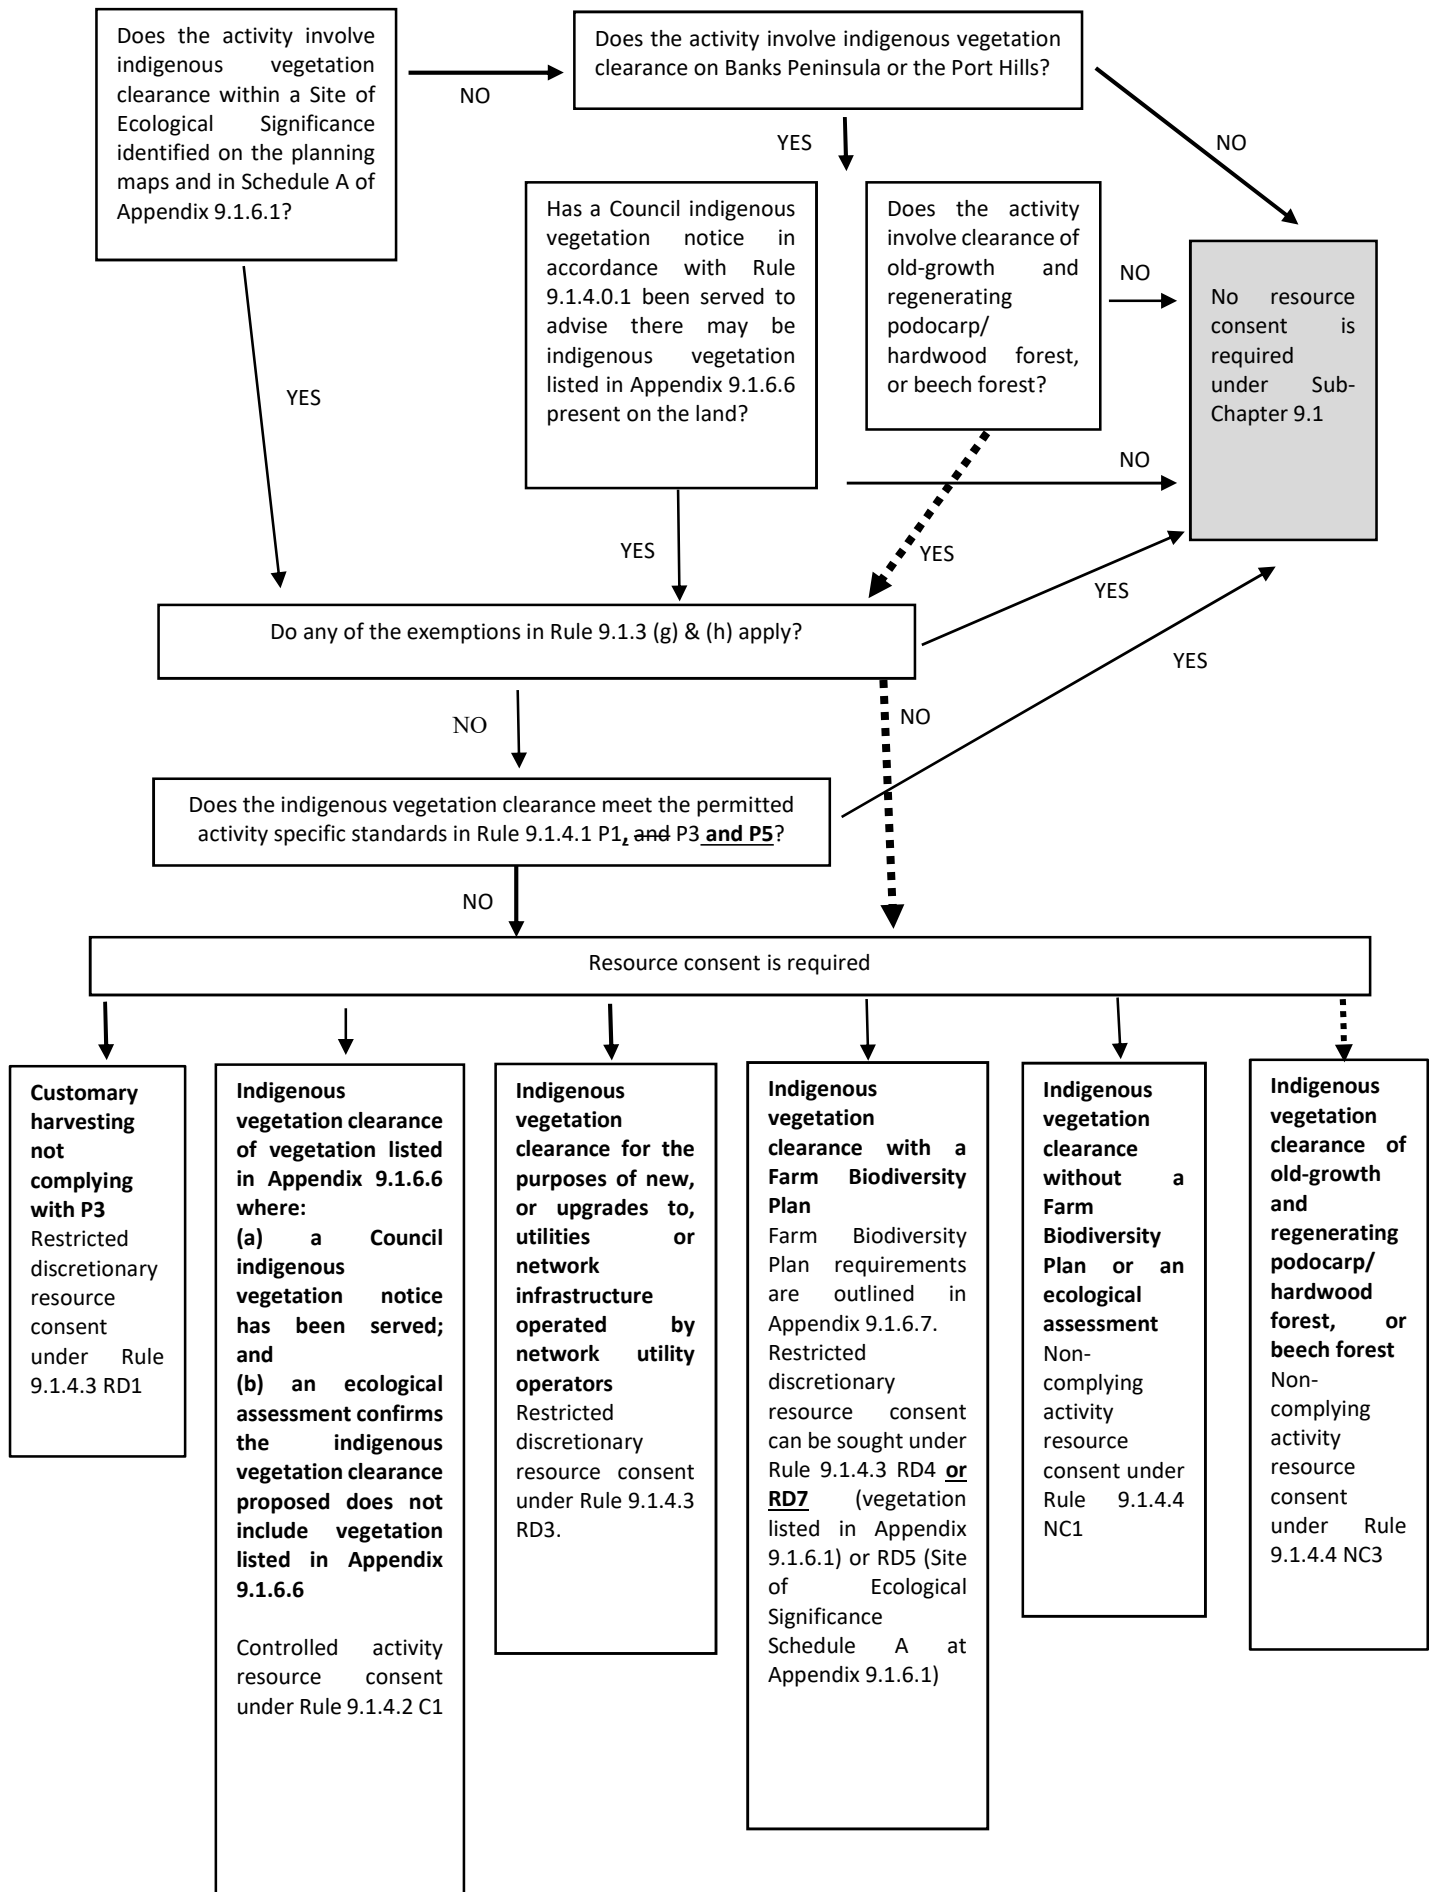 Does the activity involve
indigenous vegetation
clearance within a Site of
Ecological Significance
identified on the planning
maps and in Schedule A of
Appendix 9.1.6.1?
NO
Does the activity involve indigenous vegetation
clearance on Banks Peninsula or the Port Hills?
YES
NO
Has a Council indigenous
vegetation notice in
accordance with Rule
9.1.4.0.1 been served to
advise there may be
indigenous vegetation
listed in Appendix 9.1.6.6
present on the land?
Does the activity
involve clearance of
old-growth and
regenerating
podocarp/
hardwood forest,
or beech forest?
NO
No resource
consent is
required
under Sub-
Chapter 9.1
YES
NO
YES
YES
YES
Do any of the exemptions in Rule 9.1.3 (g) & (h) apply?
YES
NO
NO
Does the indigenous vegetation clearance meet the permitted
activity specific standards in Rule 9.1.4.1 P1, and P3 and P5?
NO
Resource consent is required
Customary
harvesting
not
complying
with P3
Restricted
discretionary
resource
consent
under Rule
9.1.4.3 RD1
Indigenous
vegetation clearance
of vegetation listed
in Appendix 9.1.6.6
where:
(a) a Council
indigenous
vegetation notice
has been served;
and
(b) an ecological
assessment confirms
the indigenous
vegetation clearance
proposed does not
include vegetation
listed in Appendix
9.1.6.6
Controlled activity
resource consent
under Rule 9.1.4.2 C1
Indigenous
vegetation
clearance for the
purposes of new,
or upgrades to,
utilities or
network
infrastructure
operated by
network utility
operators
Restricted
discretionary
resource consent
under Rule 9.1.4.3
RD3.
Indigenous
vegetation
clearance with a
Farm Biodiversity
Plan
Farm Biodiversity
Plan requirements
are outlined in
Appendix 9.1.6.7.
Restricted
discretionary
resource consent
can be sought under
Rule 9.1.4.3 RD4 or
RD7 (vegetation
listed in Appendix
9.1.6.1) or RD5 (Site
of Ecological
Significance
Schedule A at
Appendix 9.1.6.1)
Indigenous
vegetation
clearance
without a
Farm
Biodiversity
Plan or an
ecological
assessment
Non-
complying
activity
resource
consent under
Rule 9.1.4.4
NC1
Indigenous
vegetation
clearance of
old-growth
and
regenerating
podocarp/
hardwood
forest, or
beech forest
Non-
complying
activity
resource
consent
under Rule
9.1.4.4 NC3